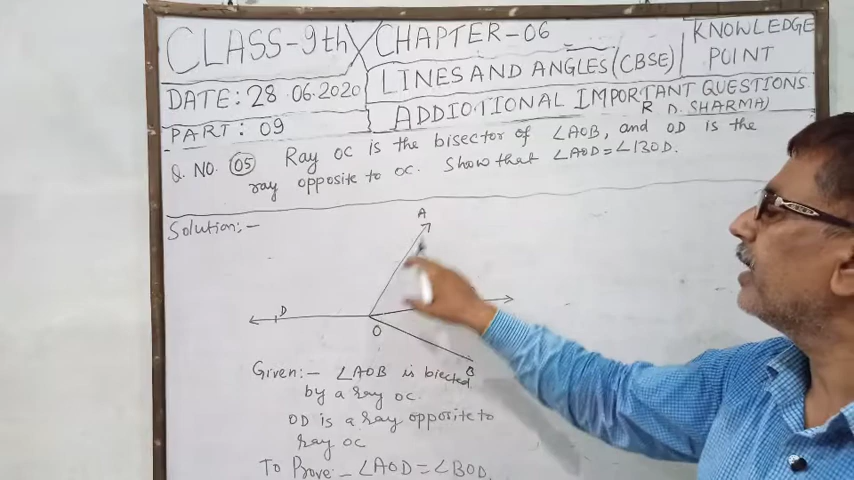 CLASS-9th
CHAPTER-06
KNOWLEDGE
POINT
LINES AND ANGLES (CBSE)
DATE: 28.06.2020
ADDIOTIONAL IMPORTANT QUESTIONS
R D. SHARMA)
PART: 09
Q. NO. 05 Ray OC is the bisector of ∠AOB, and OD is the
ray opposite to OC. Show that ∠AOD = ∠BOD.
Solution:-
A
D
O
B
Given:- ∠AOB is biected
by a ray OC.
OD is a ray opposite to
ray OC
To Prove:- ∠AOD = ∠BOD.